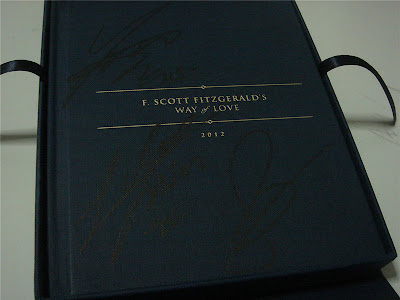 F. SCOTT FITZGERALD'S
WAY of LOVE
2012